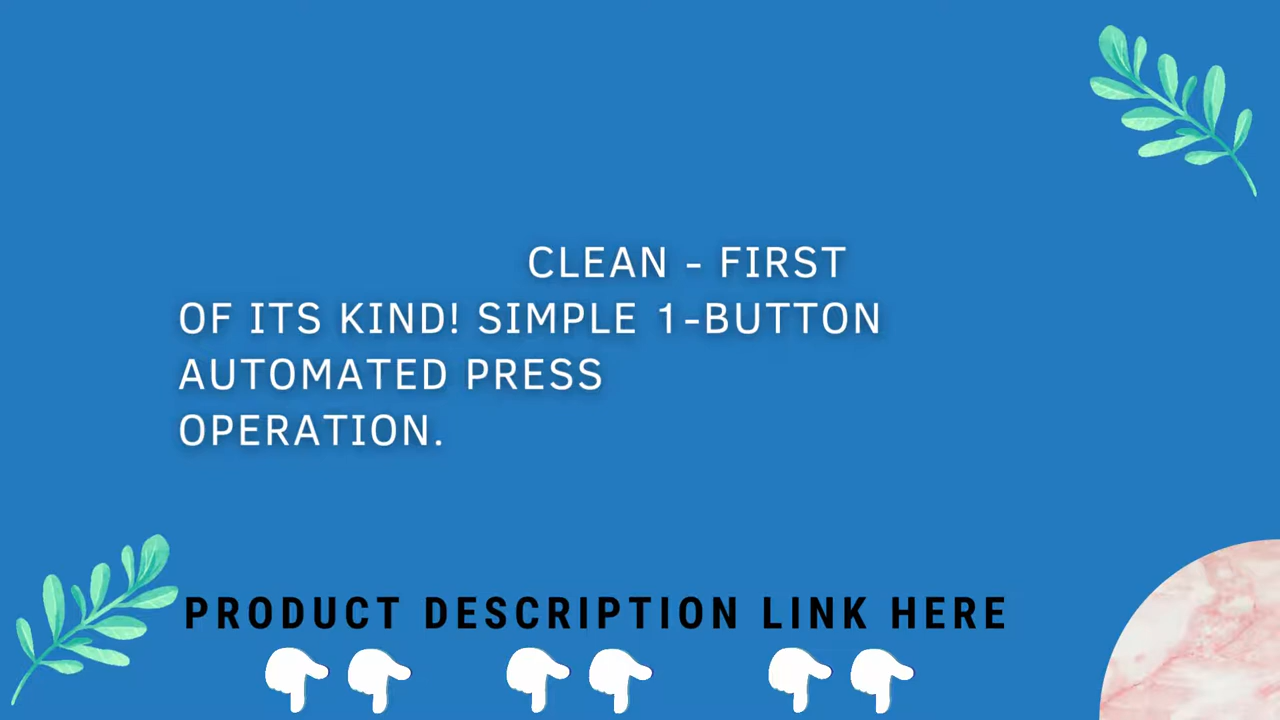 CLEAN - FIRST
OF ITS KIND! SIMPLE 1-BUTTON
AUTOMATED PRESS
OPERATION.
PRODUCT DESCRIPTION LINK HERE